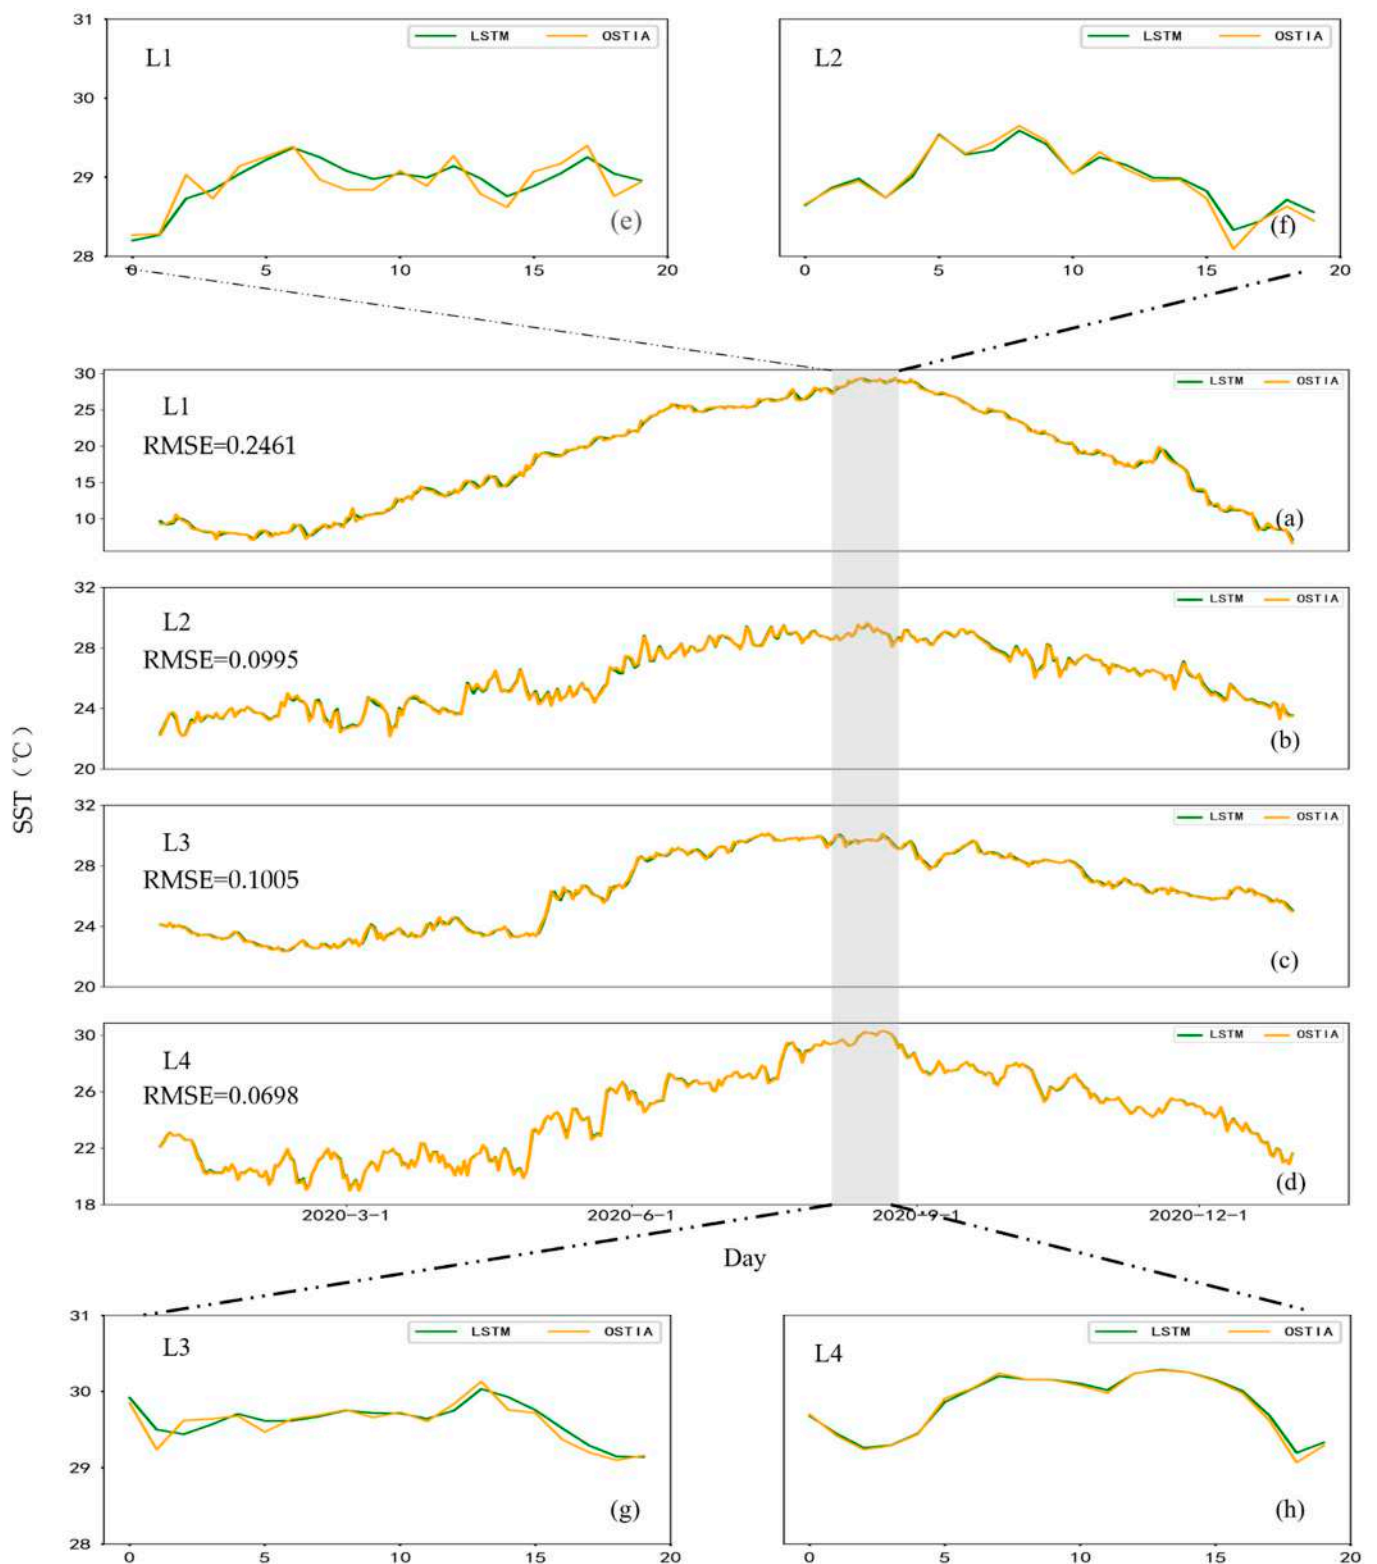 31
30
29
28
L1
LSTM OSTIA
(e)
0 5 10 15 20
L2
LSTM OSTIA
(f)
0 5 10 15 20
SST (℃)
30
25
20
15
10
L1
RMSE=0.2461
LSTM OSTIA
(a)
32
28
24
20
L2
RMSE=0.0995
LSTM OSTIA
(b)
32
28
24
20
L3
RMSE=0.1005
LSTM OSTIA
(c)
30
26
22
18
L4
RMSE=0.0698
LSTM OSTIA
(d)
2020-3-1 2020-6-1 2020-9-1 2020-12-1
Day
31
30
29
28
L3
LSTM OSTIA
(g)
0 5 10 15 20
L4
LSTM OSTIA
(h)
0 5 10 15 20